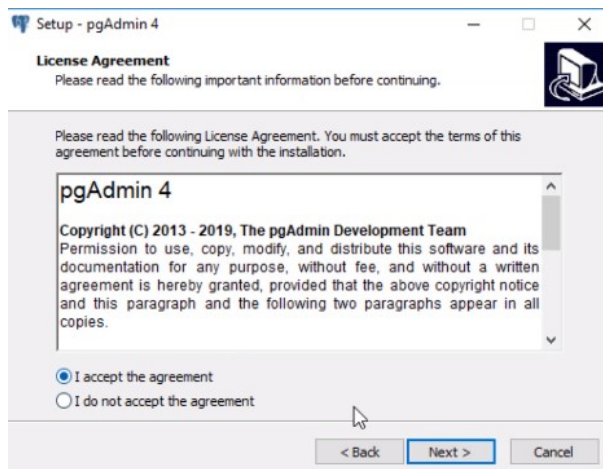 Setup - pgAdmin 4
License Agreement
Please read the following important information before continuing.
Please read the following License Agreement. You must accept the terms of this
agreement before continuing with the installation.
pgAdmin 4
Copyright (C) 2013 - 2019, The pgAdmin Development Team
Permission to use, copy, modify, and distribute this software and its
documentation for any purpose, without fee, and without a written
agreement is hereby granted, provided that the above copyright notice
and this paragraph and the following two paragraphs appear in all
copies.
I accept the agreement
I do not accept the agreement
< Back Next > Cancel